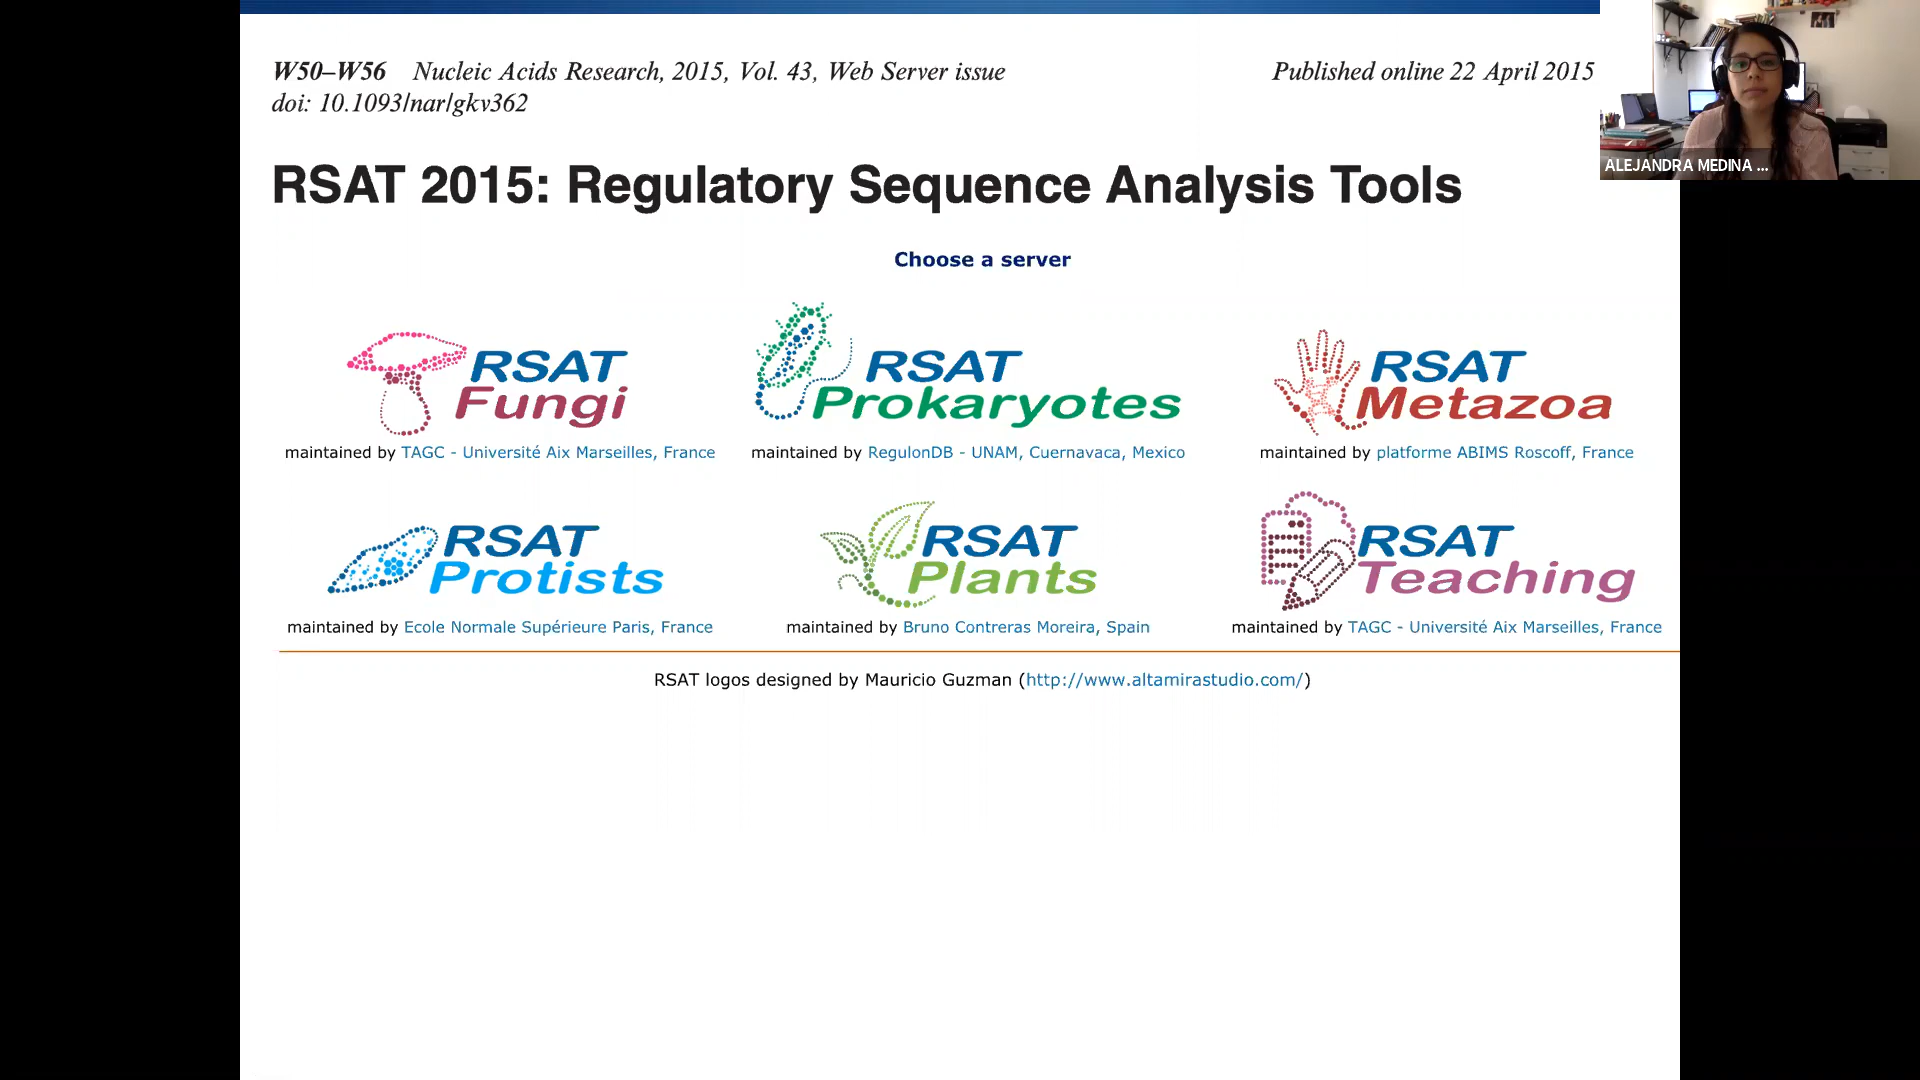 W50–W56 Nucleic Acids Research, 2015, Vol. 43, Web Server issue
Published online 22 April 2015
doi: 10.1093/nar/gkv362
ALEJANDRA MEDINA ...
RSAT 2015: Regulatory Sequence Analysis Tools
Choose a server
RSAT
Fungi
maintained by TAGC - Université Aix Marseilles, France
RSAT
Prokaryotes
maintained by RegulonDB - UNAM, Cuernavaca, Mexico
RSAT
Metazoa
maintained by platforme ABIMS Roscoff, France
RSAT
Protists
maintained by Ecole Normale Supérieure Paris, France
RSAT
Plants
maintained by Bruno Contreras Moreira, Spain
RSAT
Teaching
maintained by TAGC - Université Aix Marseilles, France
RSAT logos designed by Mauricio Guzman (http://www.altamirastudio.com/)